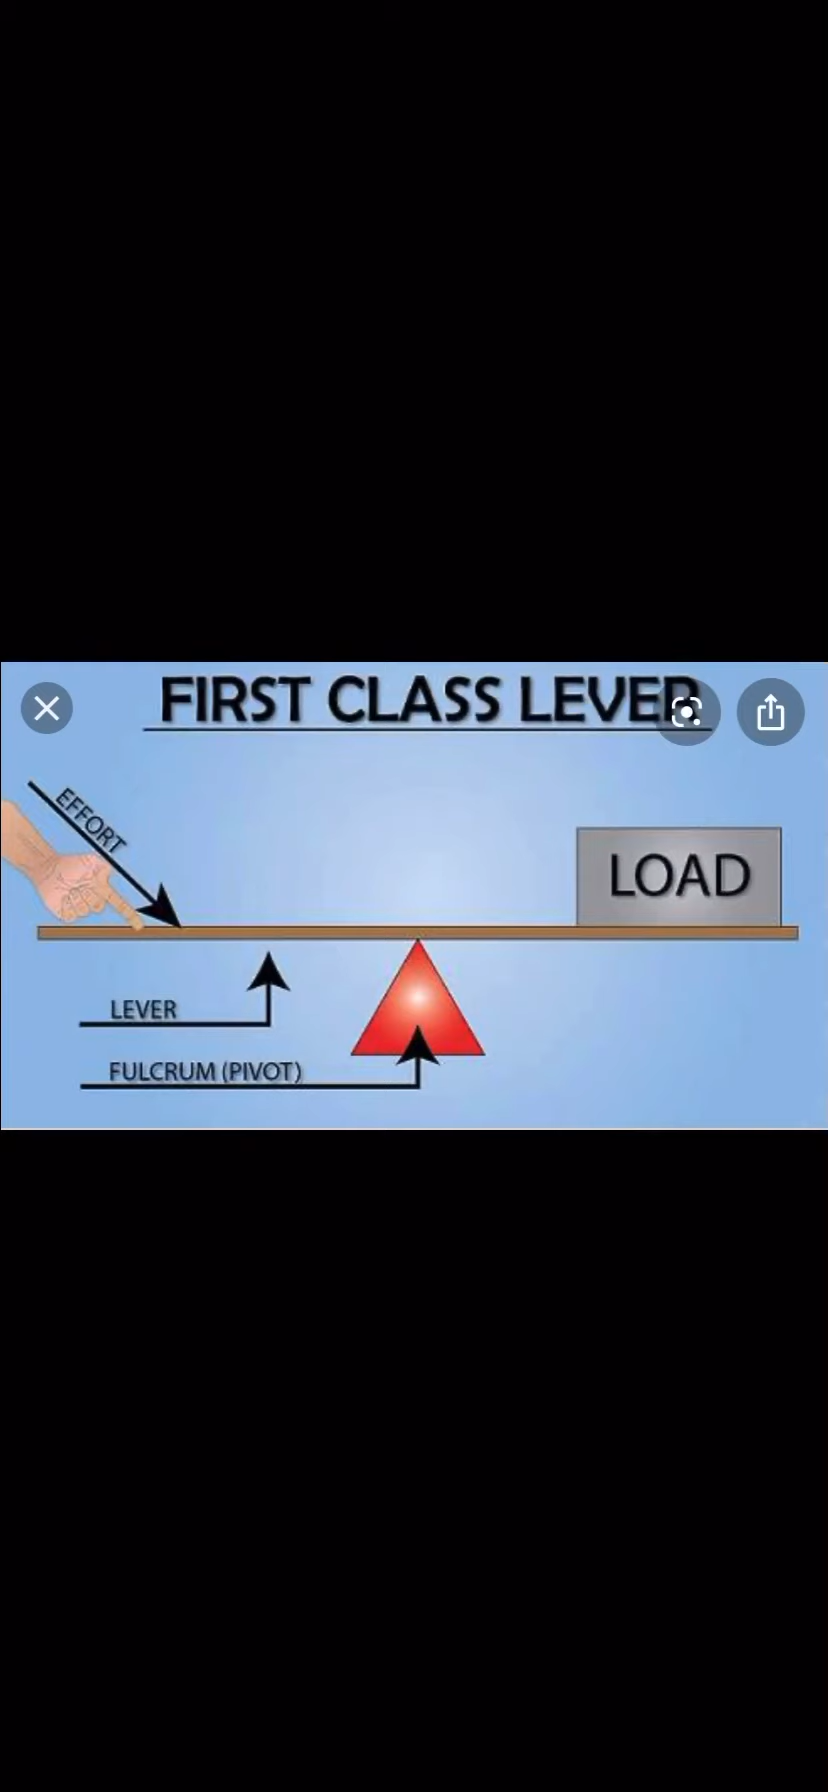 FIRST CLASS LEVER
EFFORT
LOAD
LEVER
FULCRUM (PIVOT)